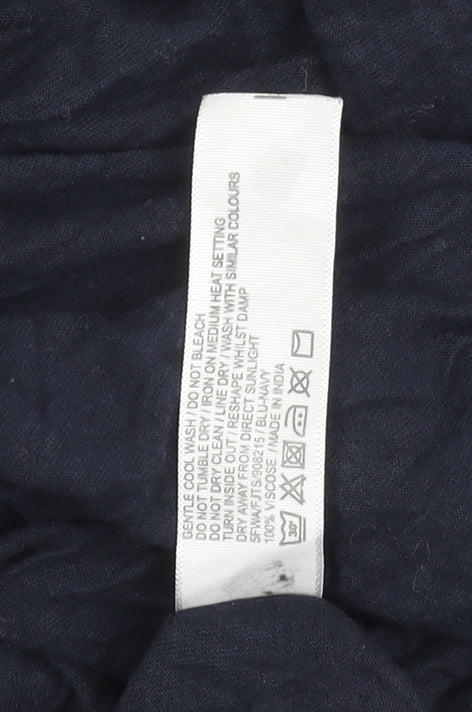 GENTLE COOL WASH / DO NOT BLEACH
DO NOT TUMBLE DRY / IRON ON MEDIUM HEAT SETTING
DO NOT DRY CLEAN / LINE DRY / WASH WITH SIMILAR COLOURS
TURN INSIDE OUT / RESHAPE WHILST DAMP
DRY AWAY FROM DIRECT SUNLIGHT
SFWA/FJTS/908215 / BLU-NAVY
100% VISCOSE / MADE IN INDIA
30°